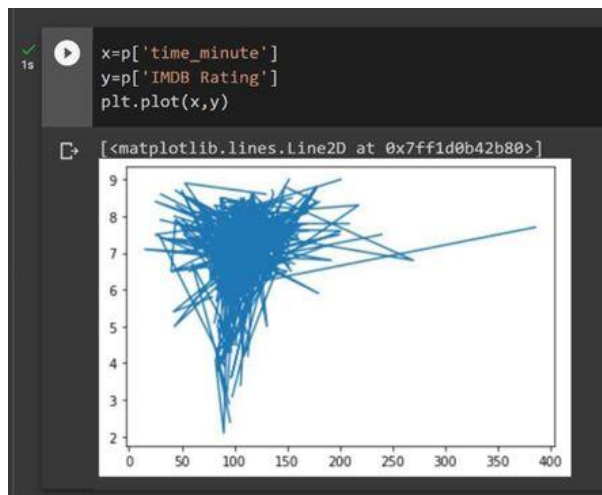 1s
x=p['time_minute']
y=p['IMDB Rating']
plt.plot(x,y)
[<matplotlib.lines.Line2D at 0x7ff1d0b42b80>]
9
8
7
6
5
4
3
2
0 50 100 150 200 250 300 350 400